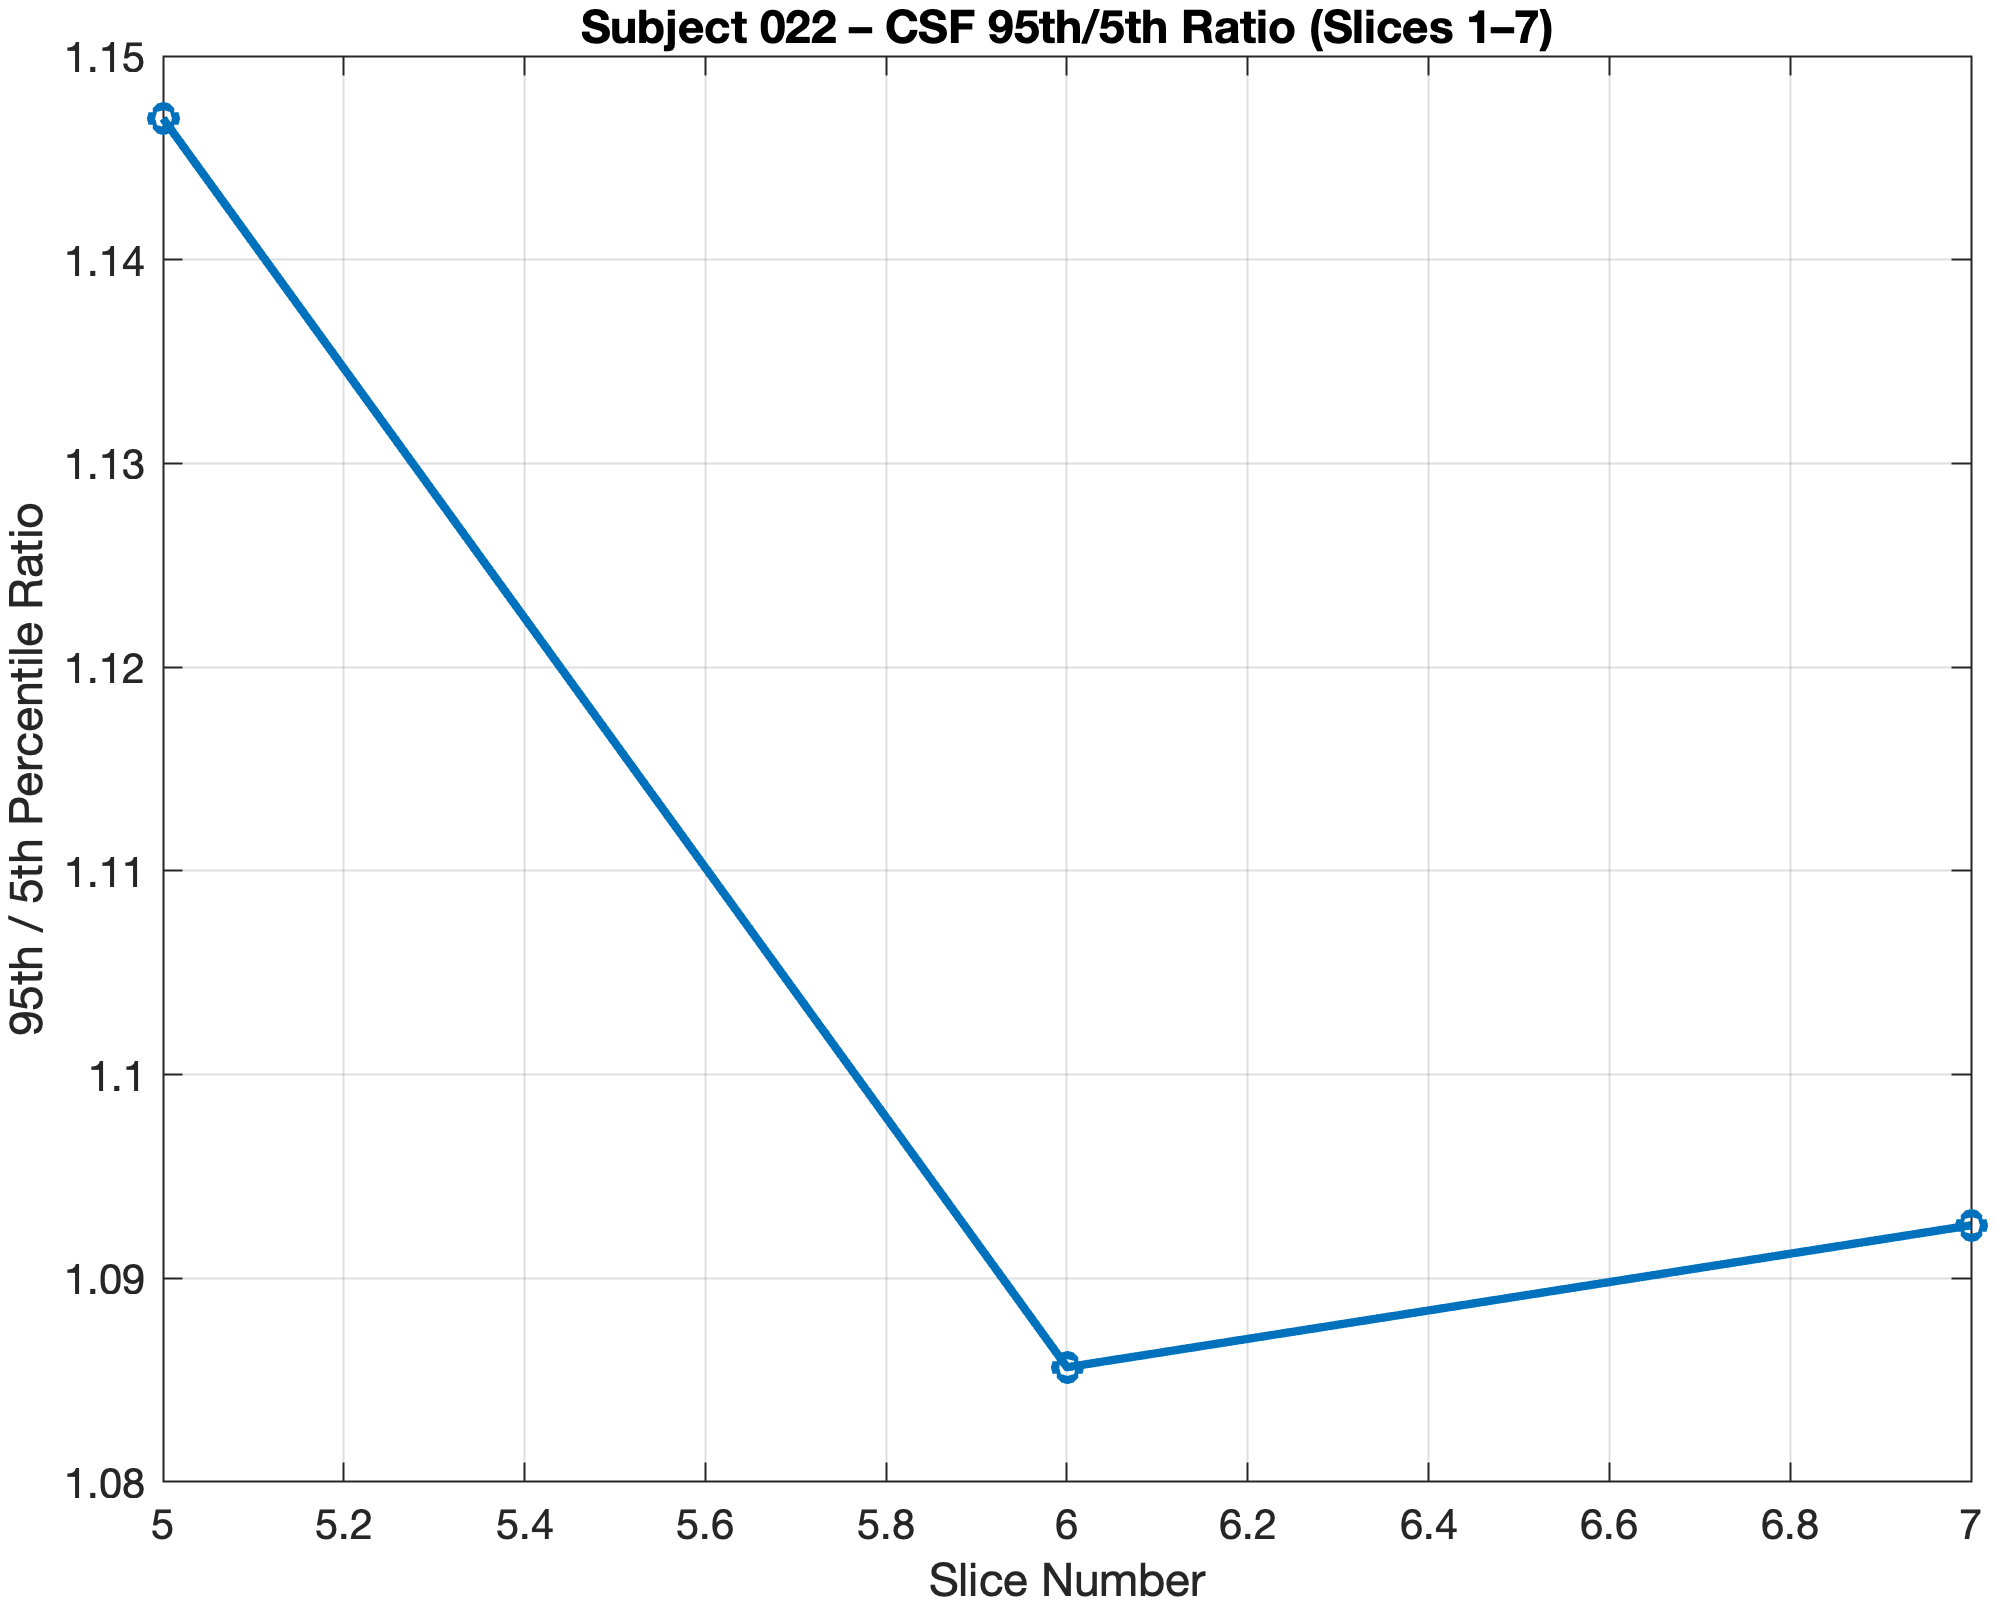 Subject 022 – CSF 95th/5th Ratio (Slices 1–7)
95th / 5th Percentile Ratio
1.15
1.14
1.13
1.12
1.11
1.1
1.09
1.08
5 5.2 5.4 5.6 5.8 6 6.2 6.4 6.6 6.8 7
Slice Number